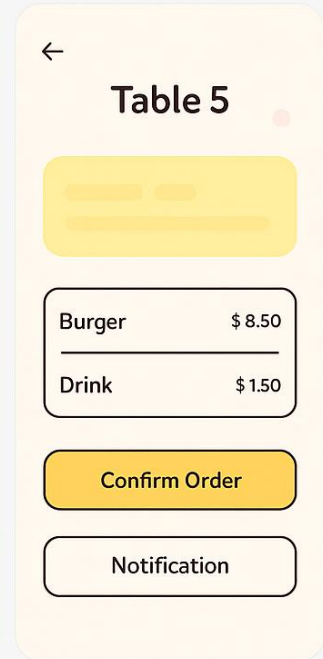 Table 5
Burger $ 8.50
Drink $ 1.50
Confirm Order
Notification